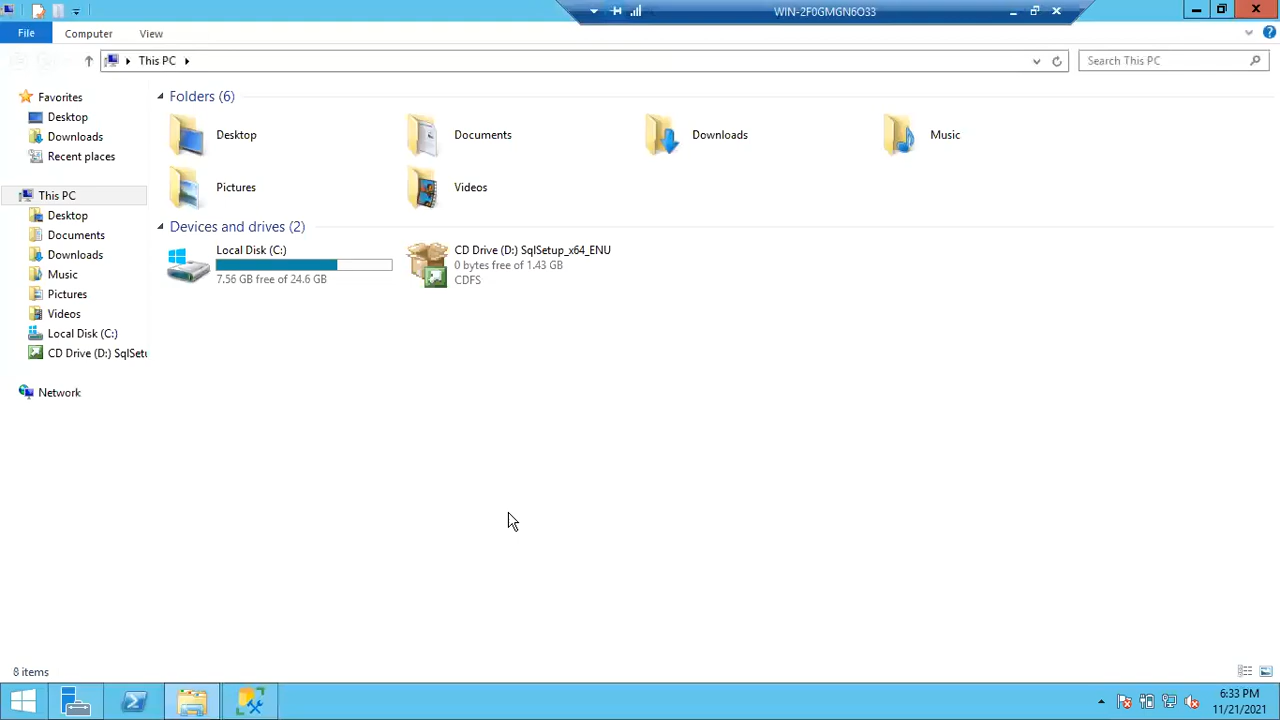 WIN-2F0GMGN6O33
File
Computer
View
This PC
Search This PC
Favorites
Desktop
Downloads
Recent places
This PC
Desktop
Documents
Downloads
Music
Pictures
Videos
Local Disk (C:)
CD Drive (D:) SqlSetu
Network
Folders (6)
Desktop
Documents
Downloads
Music
Pictures
Videos
Devices and drives (2)
Local Disk (C:)
7.56 GB free of 24.6 GB
CD Drive (D:) SqlSetup_x64_ENU
0 bytes free of 1.43 GB
CDFS
8 items
6:33 PM
11/21/2021